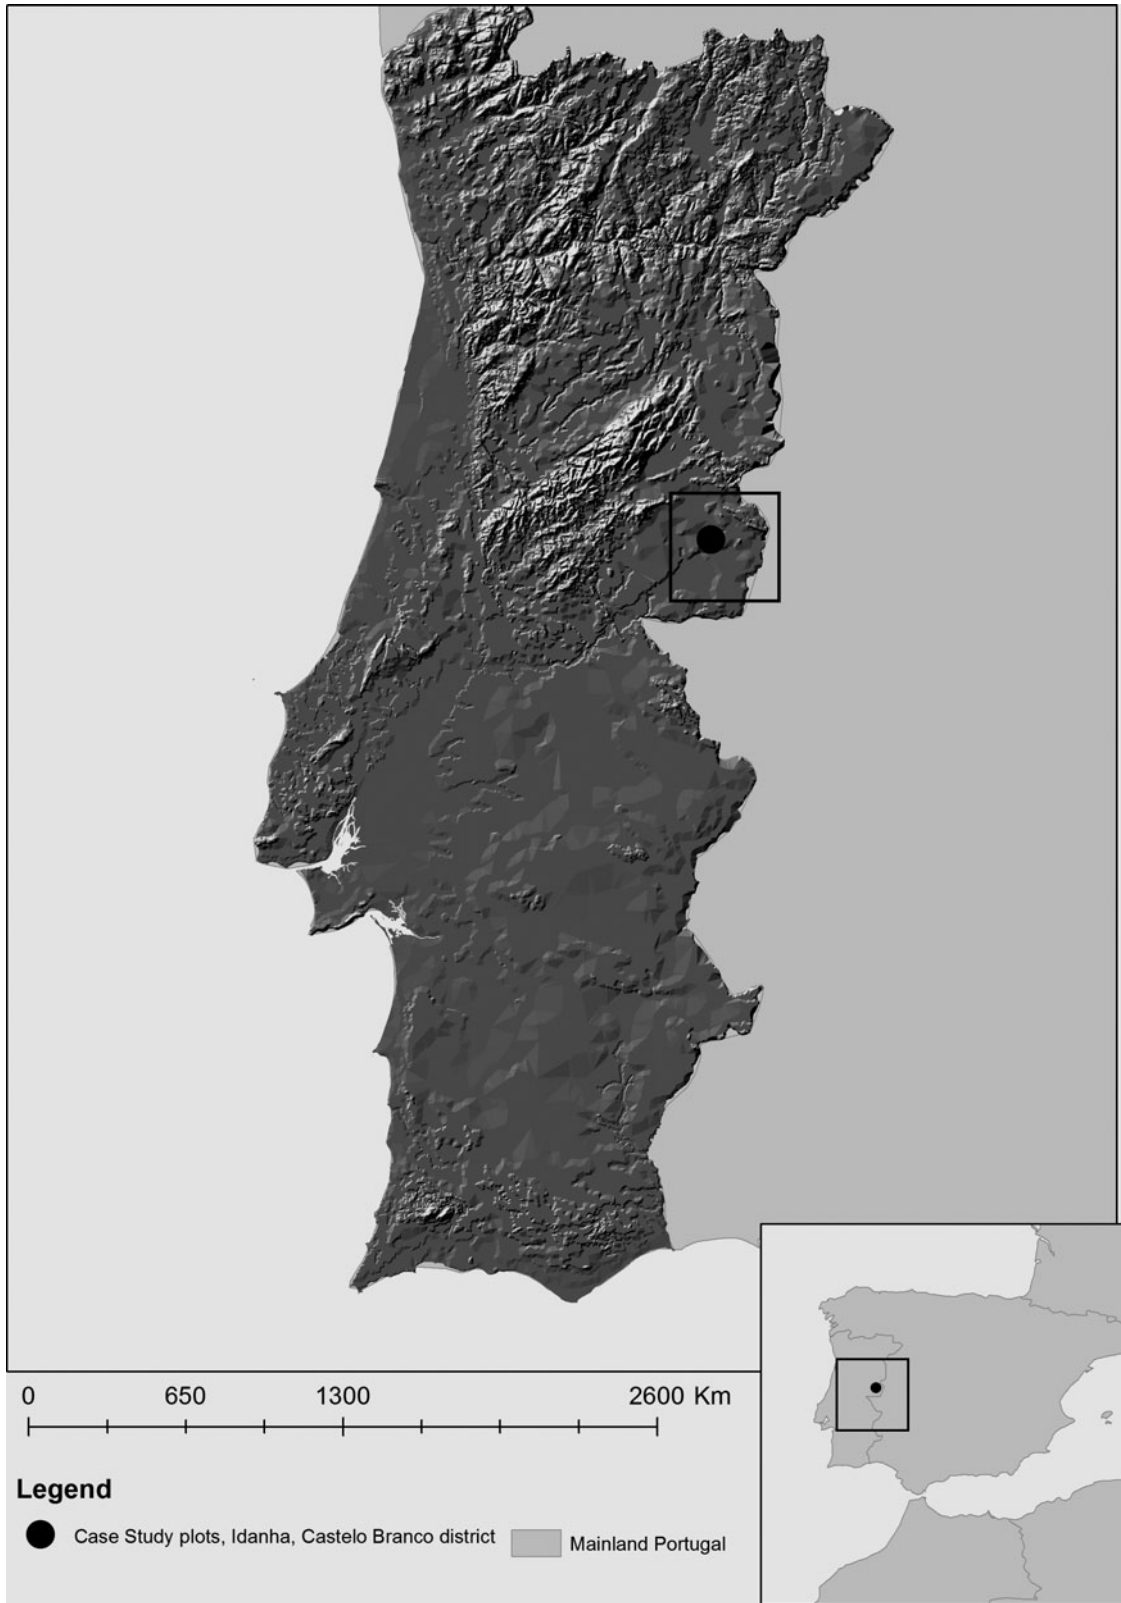 0 650 1300 2600 Km
Legend
Case Study plots, Idanha, Castelo Branco district Mainland Portugal